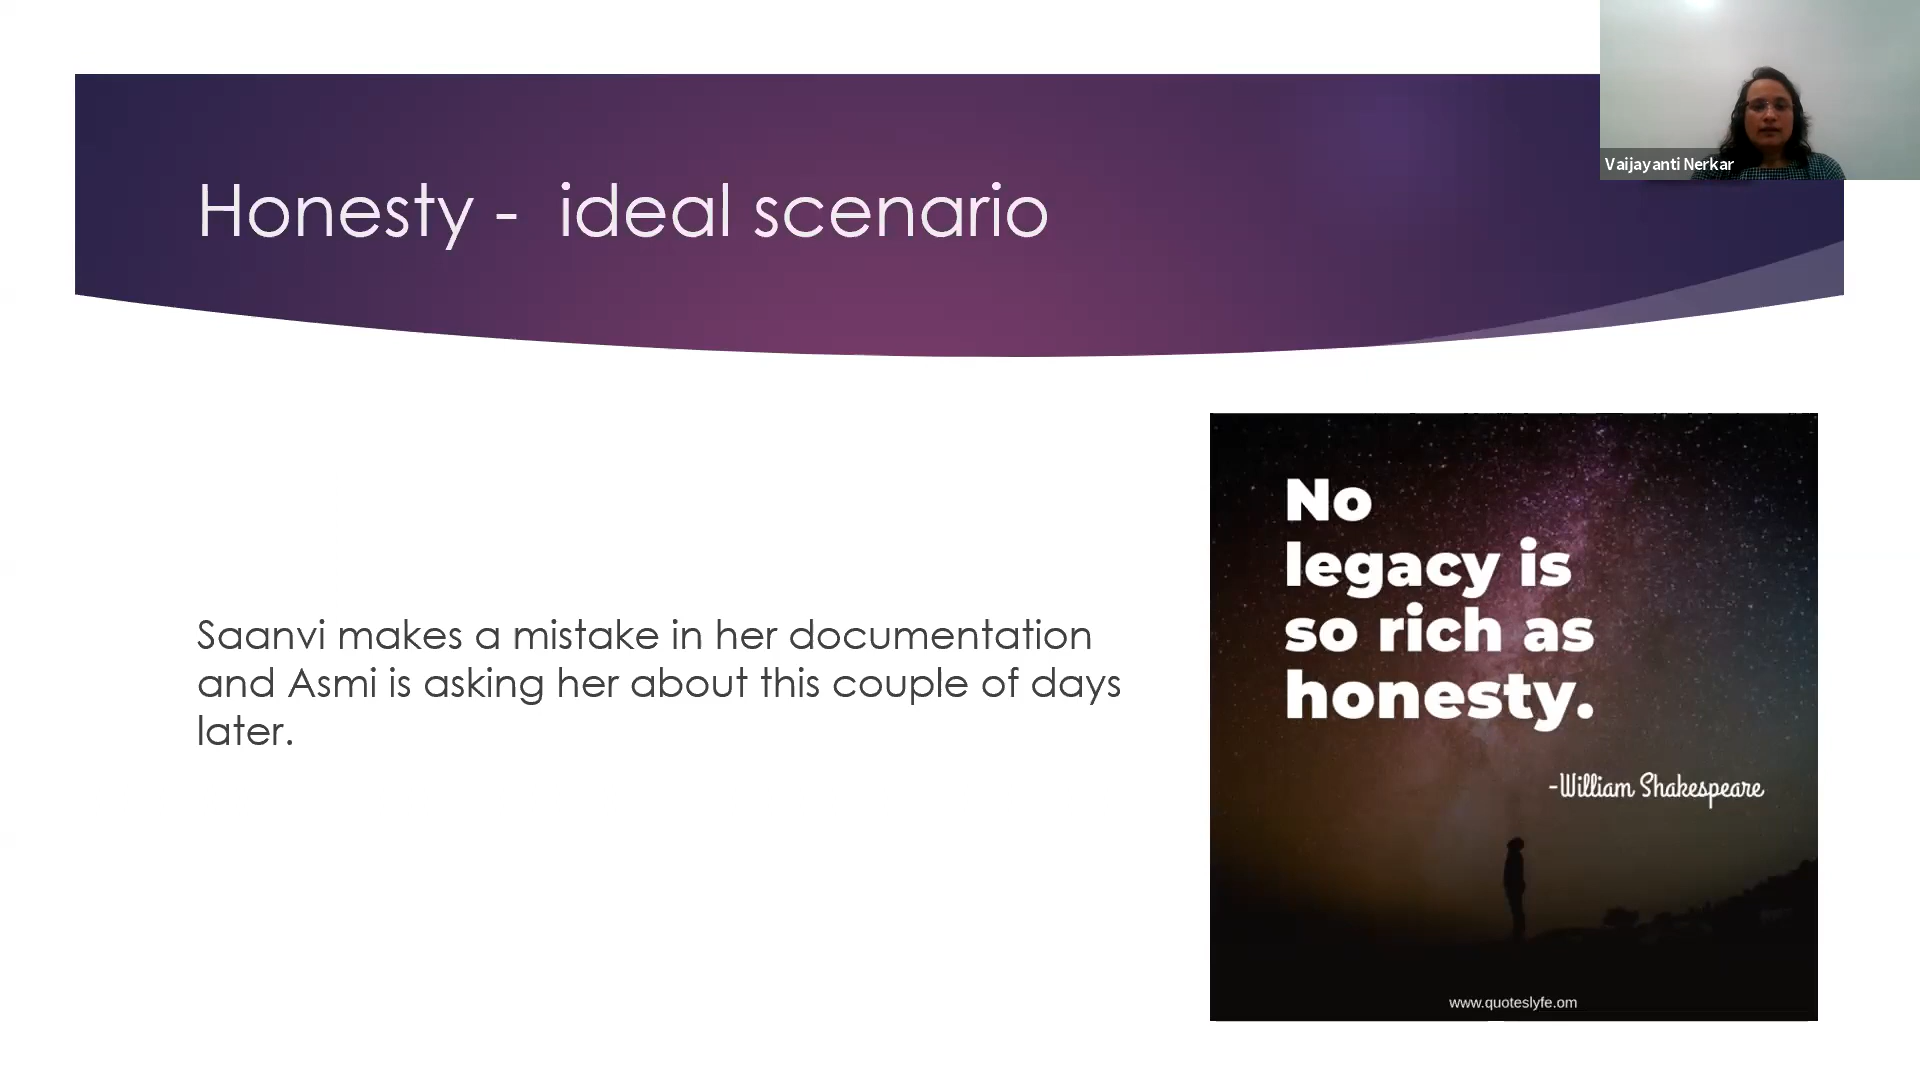 Vaijayanti Nerkar
Honesty - ideal scenario
Saanvi makes a mistake in her documentation
and Asmi is asking her about this couple of days
later.
No
legacy is
so rich as
honesty.
-William Shakespeare
www.quoteslyfe.om